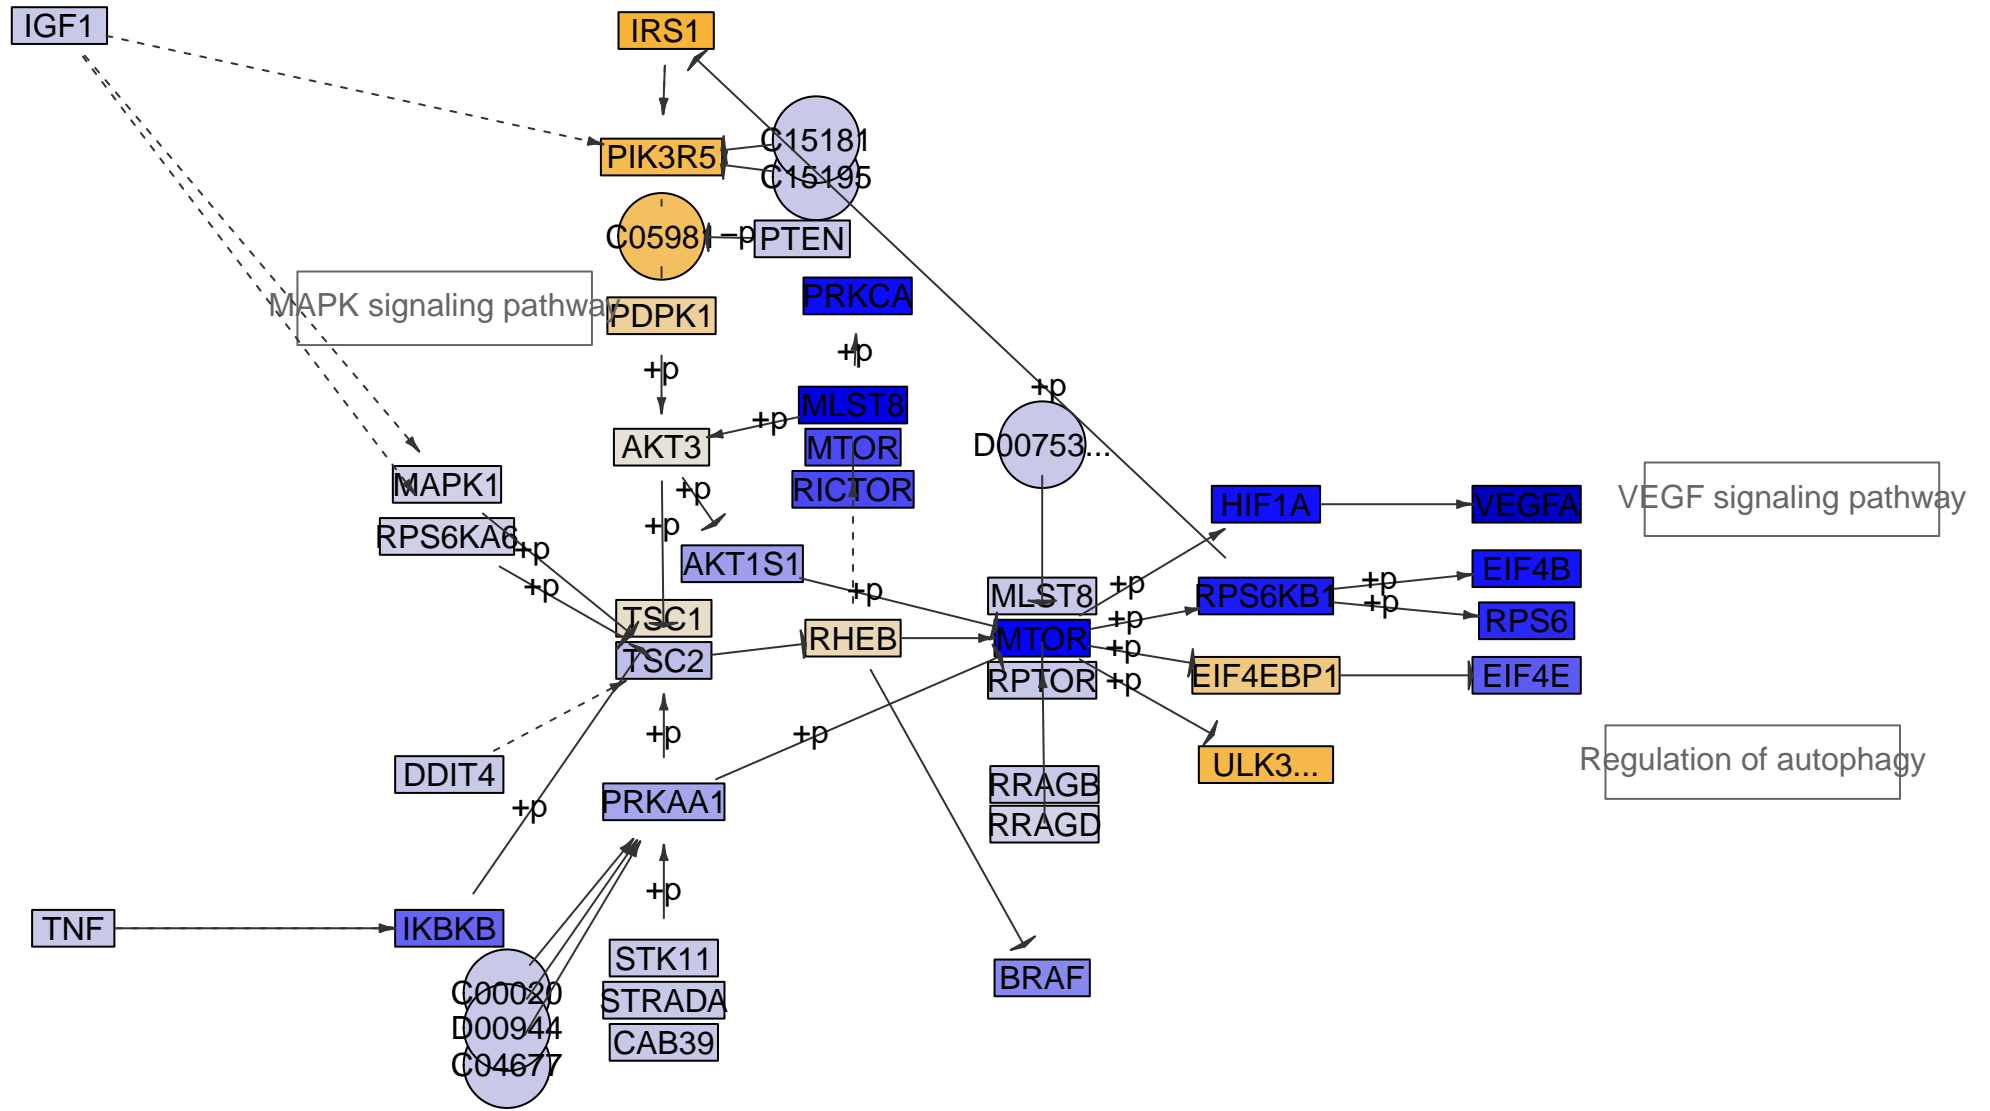 IGF1
IRS1
C15181
PIK3R5
C15195
C0598
-p
PTEN
PRKCA
MAPK signaling pathway
PDPK1
+p
+p
+p
MLST8
+p
AKT3
MTOR
D00753...
MAPK1
+p
RICTOR
HIF1A
VEGFA
VEGF signaling pathway
+p
RPS6KA6
+p
AKT1S1
EIF4B
+p
+p
+p
+p
MLST8
RPS6KB1
+p
TSC1
+p
RPS6
RHEB
MTOR
+p
TSC2
RPTOR
+p
EIF4EBP1
EIF4E
+p
+p
DDIT4
ULK3...
Regulation of autophagy
RRAGB
PRKAA1
+p
RRAGD
+p
TNF
IKBKB
STK11
BRAF
C00020
STRADA
D00944
CAB39
C04677